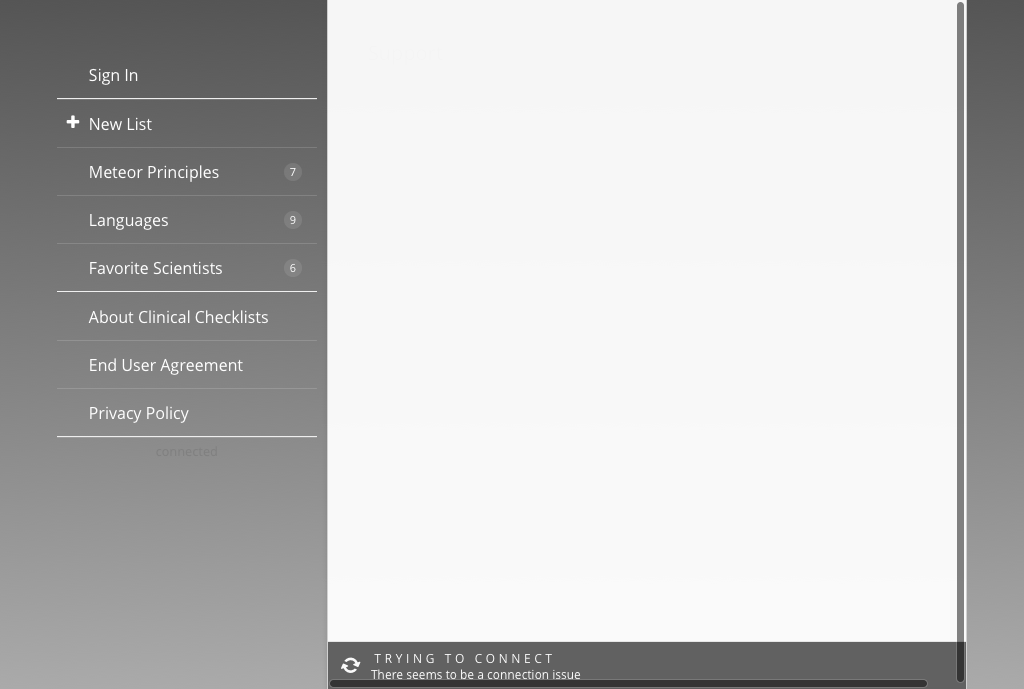 Sign In
New List
Meteor Principles 7
Languages 9
Favorite Scientists 6
About Clinical Checklists
End User Agreement
Privacy Policy
connected
TRYING TO CONNECT
There seems to be a connection issue